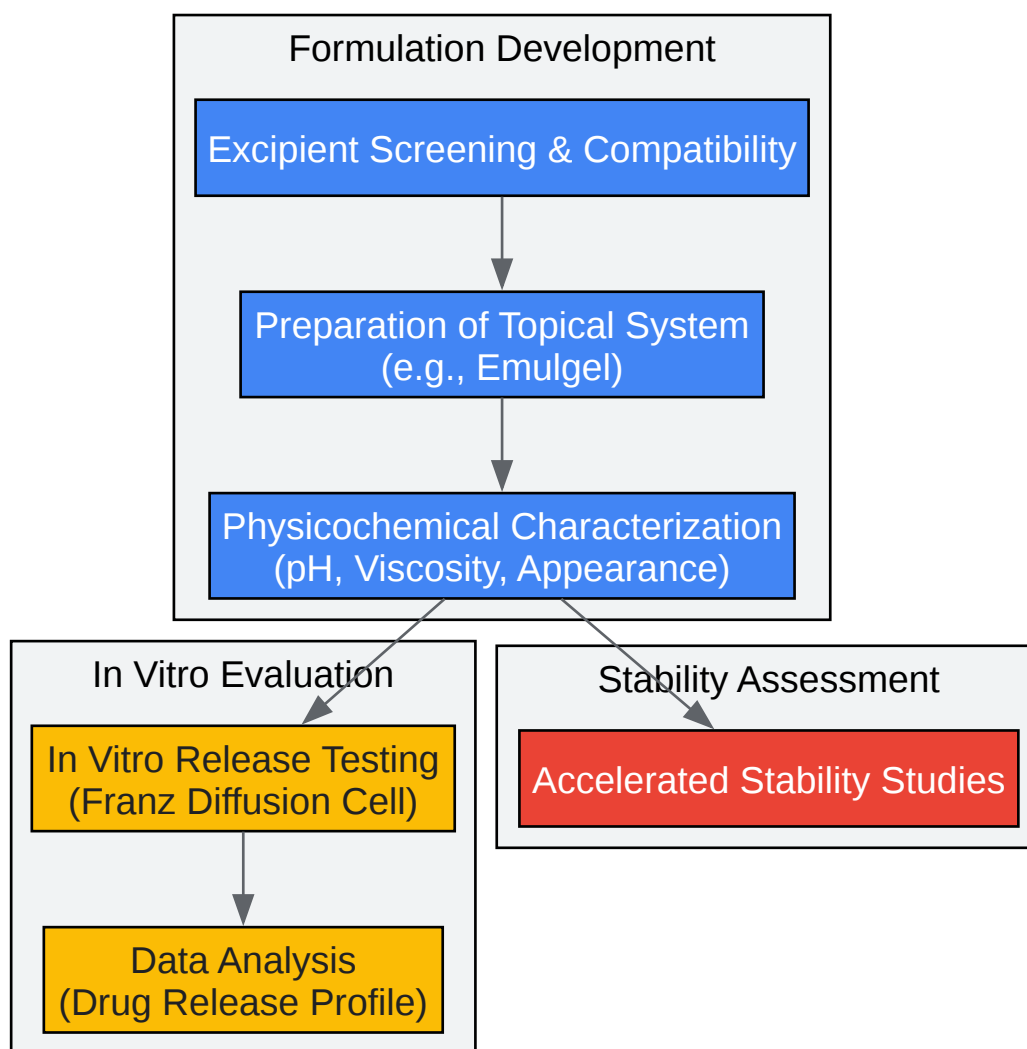 Formulation Development
Excipient Screening & Compatibility
Preparation of Topical System
(e.g., Emulgel)
Physicochemical Characterization
(pH, Viscosity, Appearance)
In Vitro Evaluation
In Vitro Release Testing
(Franz Diffusion Cell)
Data Analysis
(Drug Release Profile)
Stability Assessment
Accelerated Stability Studies